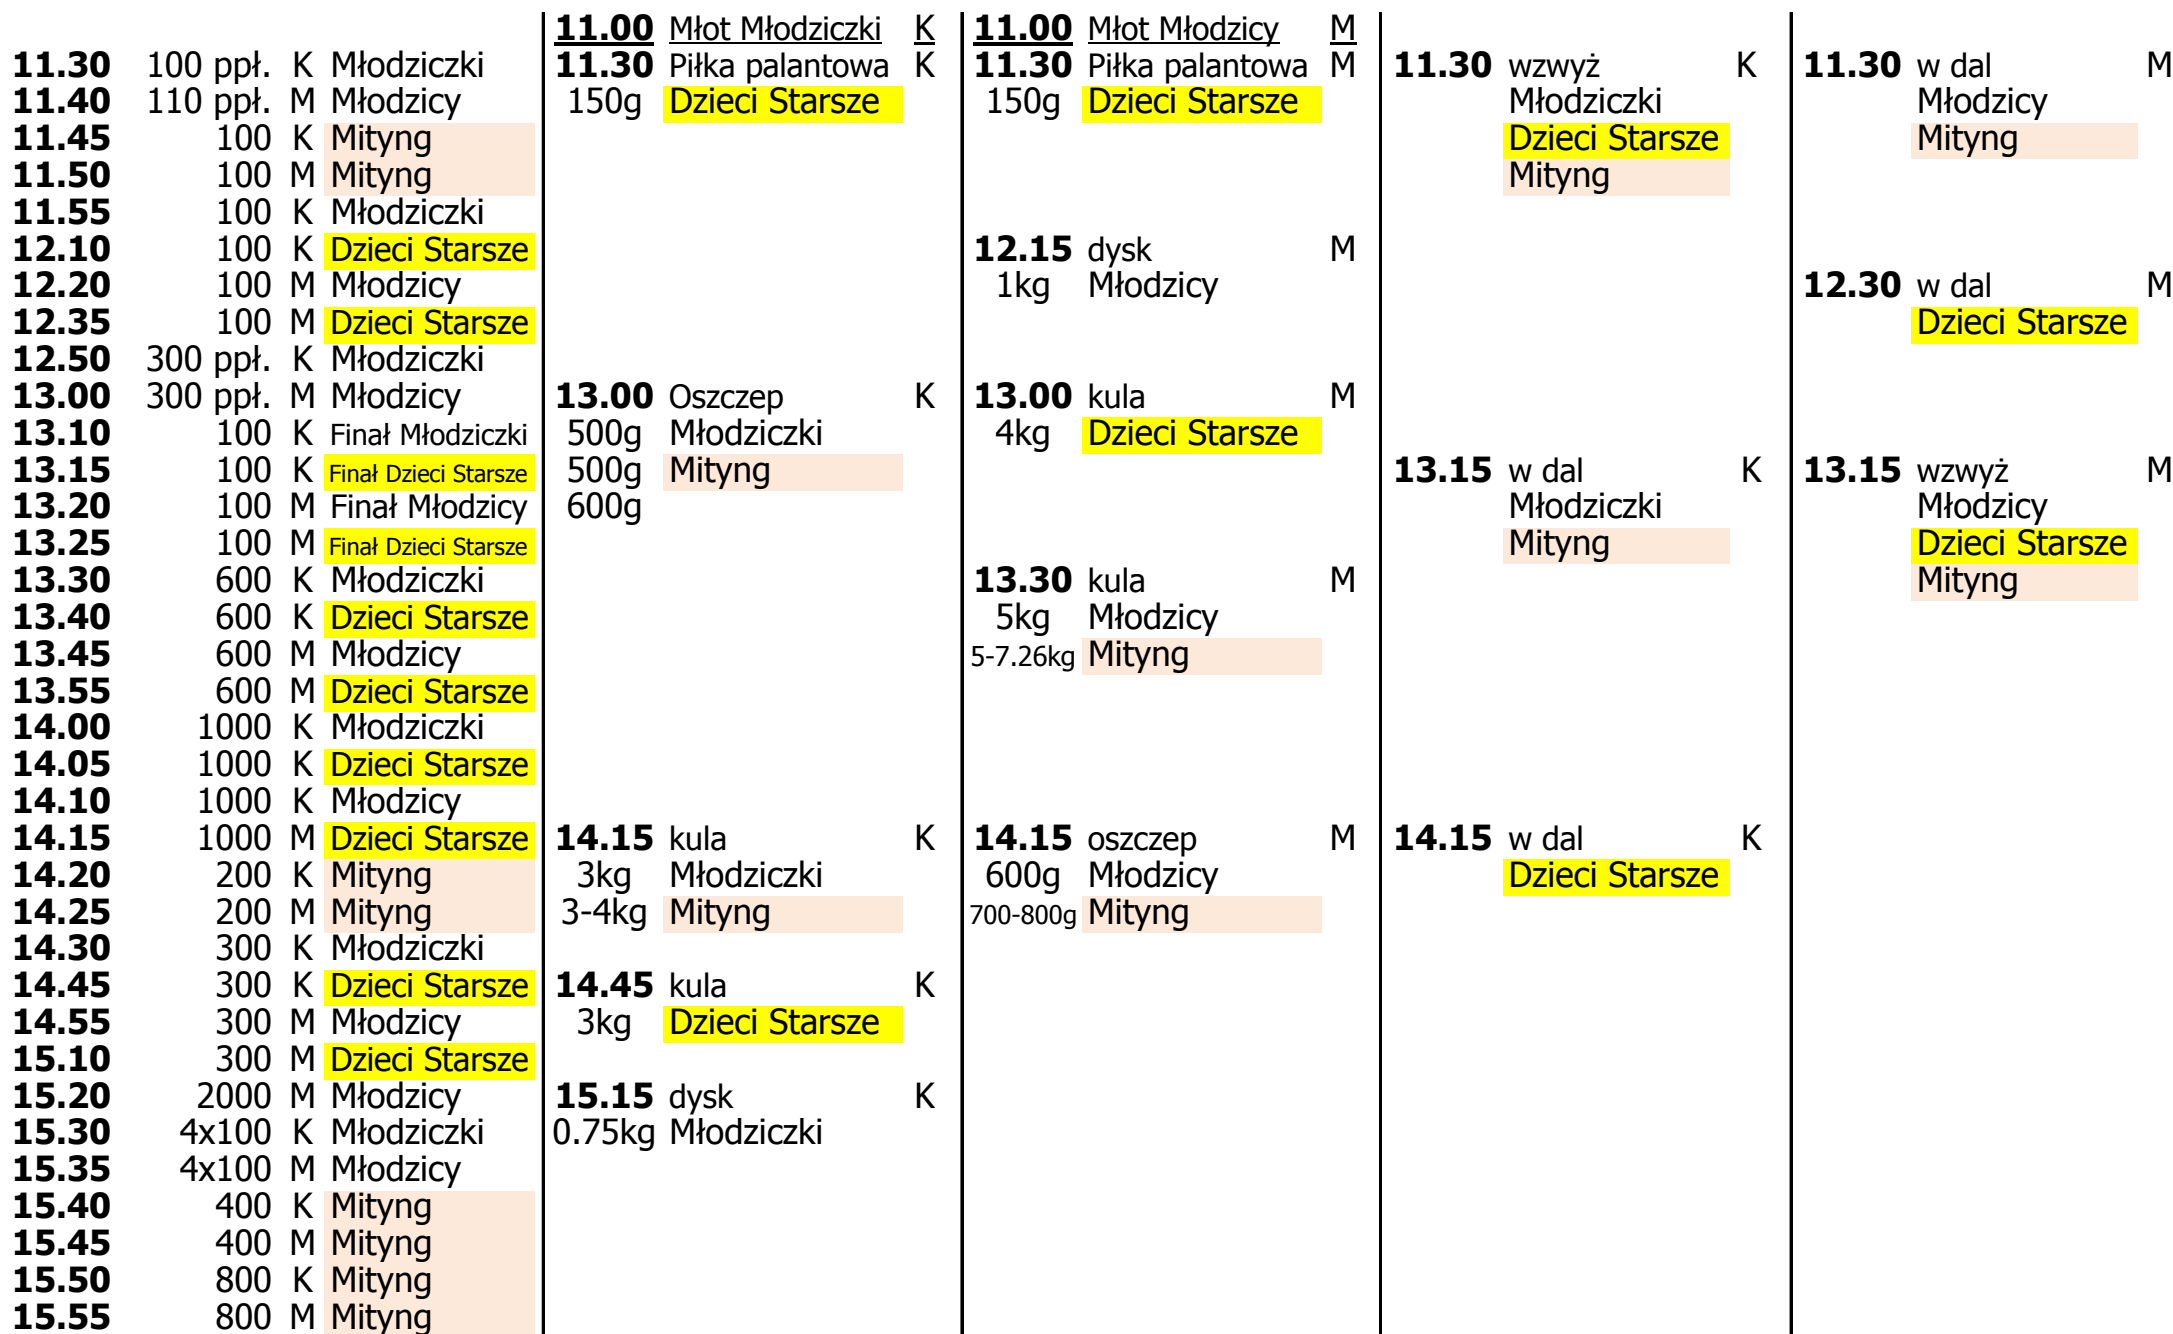 11.00 Młot Młodziczki K 11.00 Młot Młodzicy M
11.30 100 ppł. K Młodziczki 11.30 Piłka palantowa K 11.30 Piłka palantowa M 11.30 wzwyż K 11.30 w dal M
11.40 110 ppł. M Młodzicy 150g Dzieci Starsze 150g Dzieci Starsze Młodziczki Młodzicy
11.45 100 K Mityng Dzieci Starsze Mityng
11.50 100 M Mityng Mityng
11.55 100 K Młodziczki
12.10 100 K Dzieci Starsze 12.15 dysk M
12.20 100 M Młodzicy 1kg Młodzicy 12.30 w dal M
12.35 100 M Dzieci Starsze Dzieci Starsze
12.50 300 ppł. K Młodziczki
13.00 300 ppł. M Młodzicy 13.00 Oszczep K 13.00 kula M
13.10 100 K Finał Młodziczki 500g Młodziczki 4kg Dzieci Starsze
13.15 100 K Finał Dzieci Starsze 500g Mityng 13.15 w dal K 13.15 wzwyż M
13.20 100 M Finał Młodzicy 600g Młodziczki Młodzicy
13.25 100 M Finał Dzieci Starsze Mityng Dzieci Starsze
13.30 600 K Młodziczki 13.30 kula M Mityng
13.40 600 K Dzieci Starsze 5kg Młodzicy
13.45 600 M Młodzicy 5-7.26kg Mityng
13.55 600 M Dzieci Starsze
14.00 1000 K Młodziczki
14.05 1000 K Dzieci Starsze
14.10 1000 K Młodzicy
14.15 1000 M Dzieci Starsze 14.15 kula K 14.15 oszczep M 14.15 w dal K
14.20 200 K Mityng 3kg Młodziczki 600g Młodzicy Dzieci Starsze
14.25 200 M Mityng 3-4kg Mityng 700-800g Mityng
14.30 300 K Młodziczki
14.45 300 K Dzieci Starsze 14.45 kula K
14.55 300 M Młodzicy 3kg Dzieci Starsze
15.10 300 M Dzieci Starsze
15.20 2000 M Młodzicy 15.15 dysk K
15.30 4x100 K Młodziczki 0.75kg Młodziczki
15.35 4x100 M Młodzicy
15.40 400 K Mityng
15.45 400 M Mityng
15.50 800 K Mityng
15.55 800 M Mityng